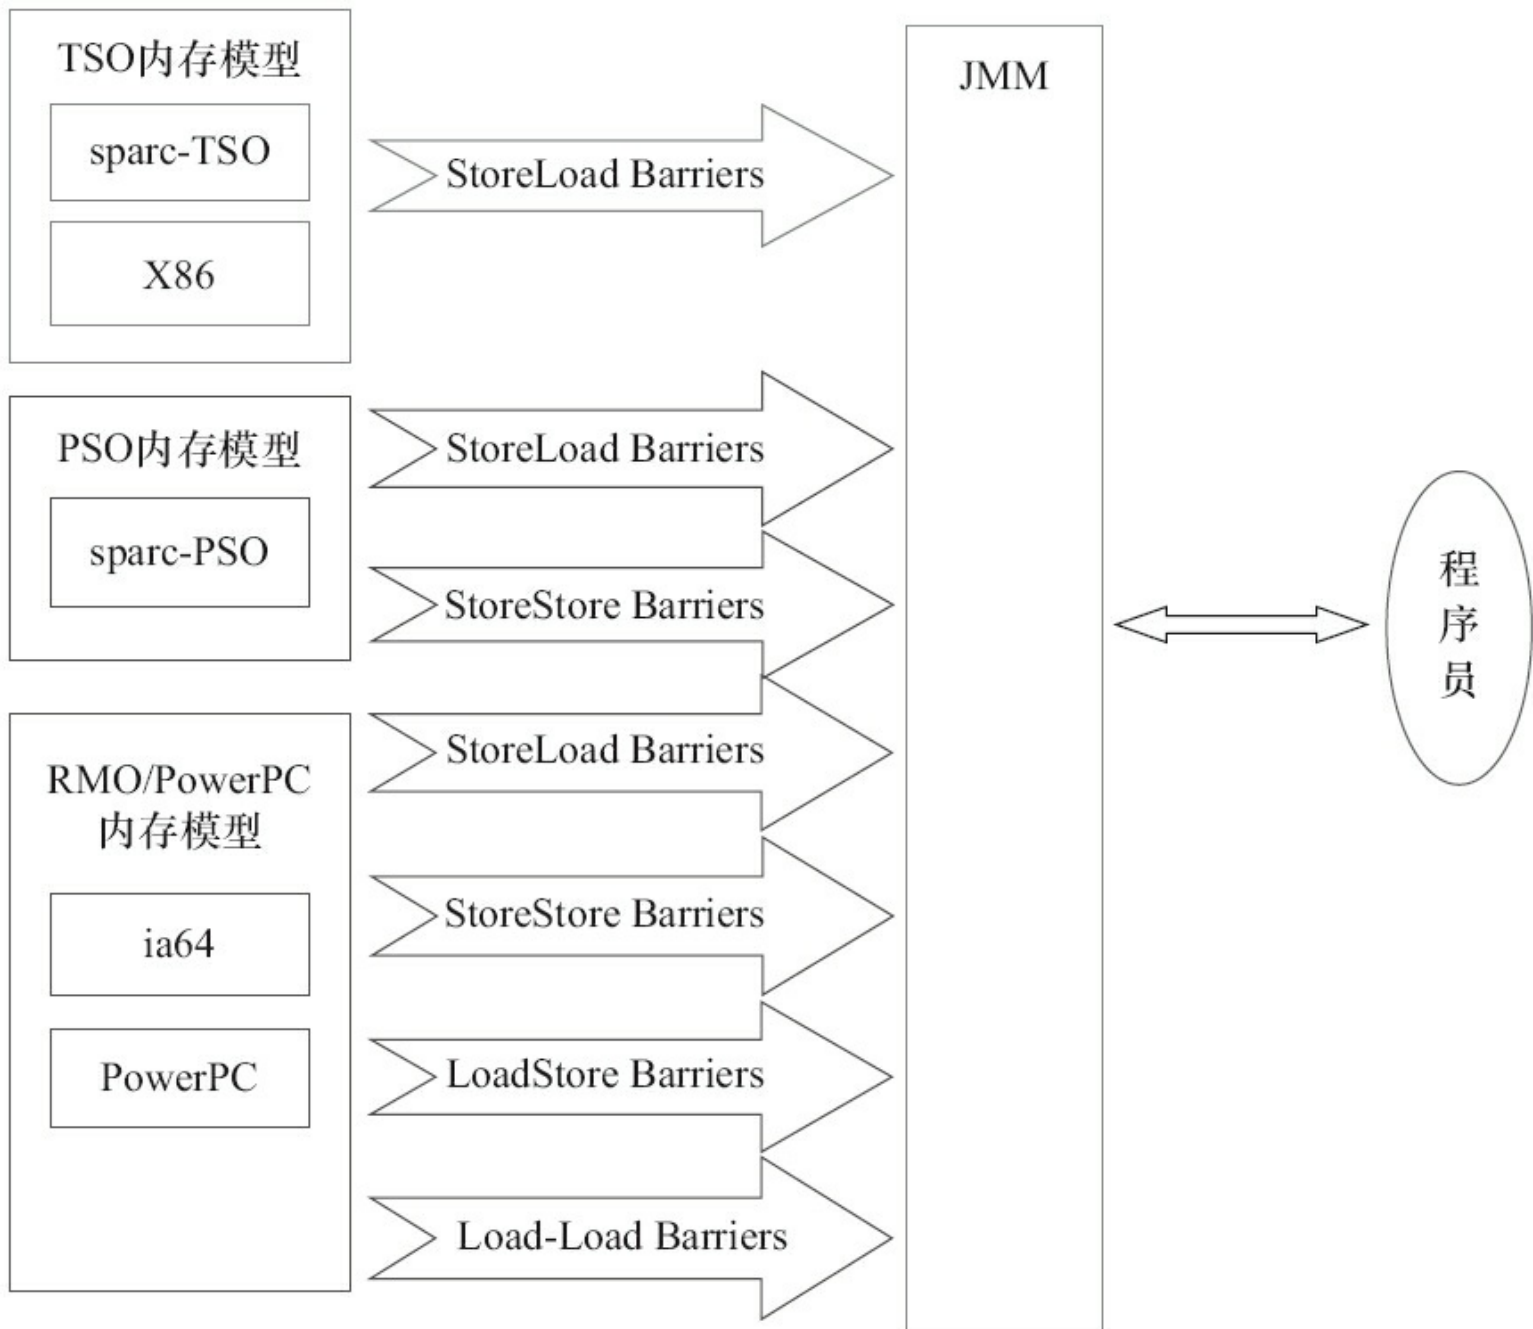 TSO内存模型
sparc-TSO
X86
StoreLoad Barriers
JMM
PSO内存模型
sparc-PSO
StoreLoad Barriers
StoreStore Barriers
RMO/PowerPC
内存模型
ia64
PowerPC
StoreLoad Barriers
StoreStore Barriers
LoadStore Barriers
Load-Load Barriers
程
序
员